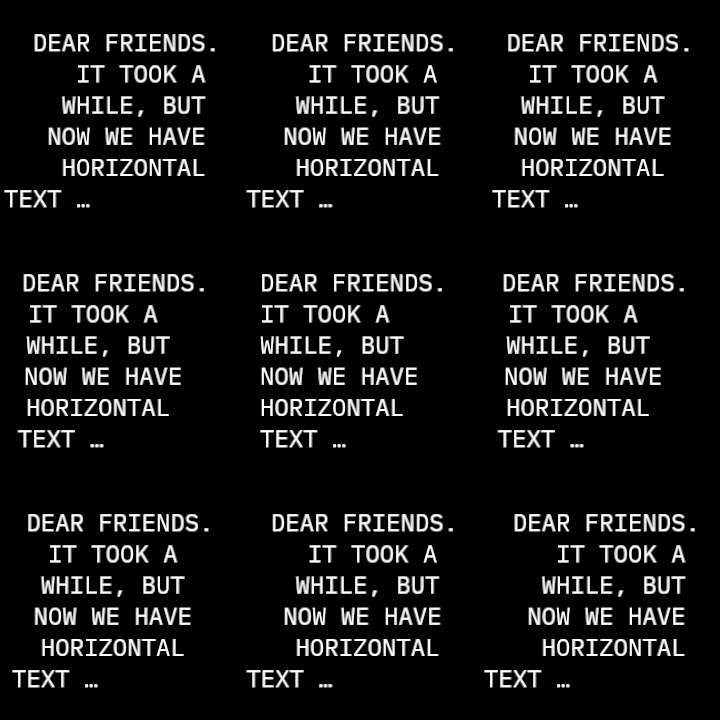 DEAR FRIENDS.
IT TOOK A
WHILE, BUT
NOW WE HAVE
HORIZONTAL
TEXT …
DEAR FRIENDS.
IT TOOK A
WHILE, BUT
NOW WE HAVE
HORIZONTAL
TEXT …
DEAR FRIENDS.
IT TOOK A
WHILE, BUT
NOW WE HAVE
HORIZONTAL
TEXT …
DEAR FRIENDS.
IT TOOK A
WHILE, BUT
NOW WE HAVE
HORIZONTAL
TEXT …
DEAR FRIENDS.
IT TOOK A
WHILE, BUT
NOW WE HAVE
HORIZONTAL
TEXT …
DEAR FRIENDS.
IT TOOK A
WHILE, BUT
NOW WE HAVE
HORIZONTAL
TEXT …
DEAR FRIENDS.
IT TOOK A
WHILE, BUT
NOW WE HAVE
HORIZONTAL
TEXT …
DEAR FRIENDS.
IT TOOK A
WHILE, BUT
NOW WE HAVE
HORIZONTAL
TEXT …
DEAR FRIENDS.
IT TOOK A
WHILE, BUT
NOW WE HAVE
HORIZONTAL
TEXT …